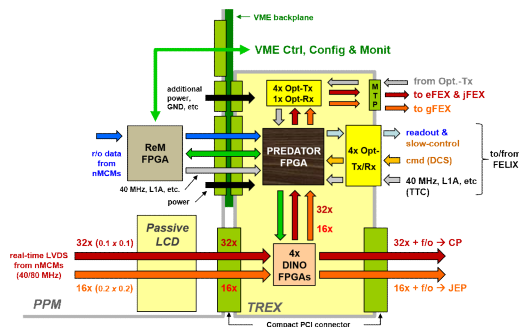 VME backplane
VME Ctrl, Config & Monit
additional
power,
GND, etc
4x Opt-Tx
1x Opt-Rx
MTP
from Opt.-Tx
to eFEX & jFEX
to gFEX
r/o data
from
nMCMs
ReM
FPGA
PREDATOR
FPGA
4x Opt-
Tx/Rx
readout &
slow-control
cmd (DCS)
40 MHz, L1A, etc
(TTC)
to/from
FELIX
40 MHz, L1A, etc.
power
32x
16x
Passive
LCD
real-time LVDS
from nMCMs
(40/80 MHz)
32x (0.1 x 0.1)
32x
4x
DINO
FPGAs
32x + f/o → CP
16x (0.2 x 0.2)
16x
16x + f/o → JEP
PPM
TREX
Compact PCI connector